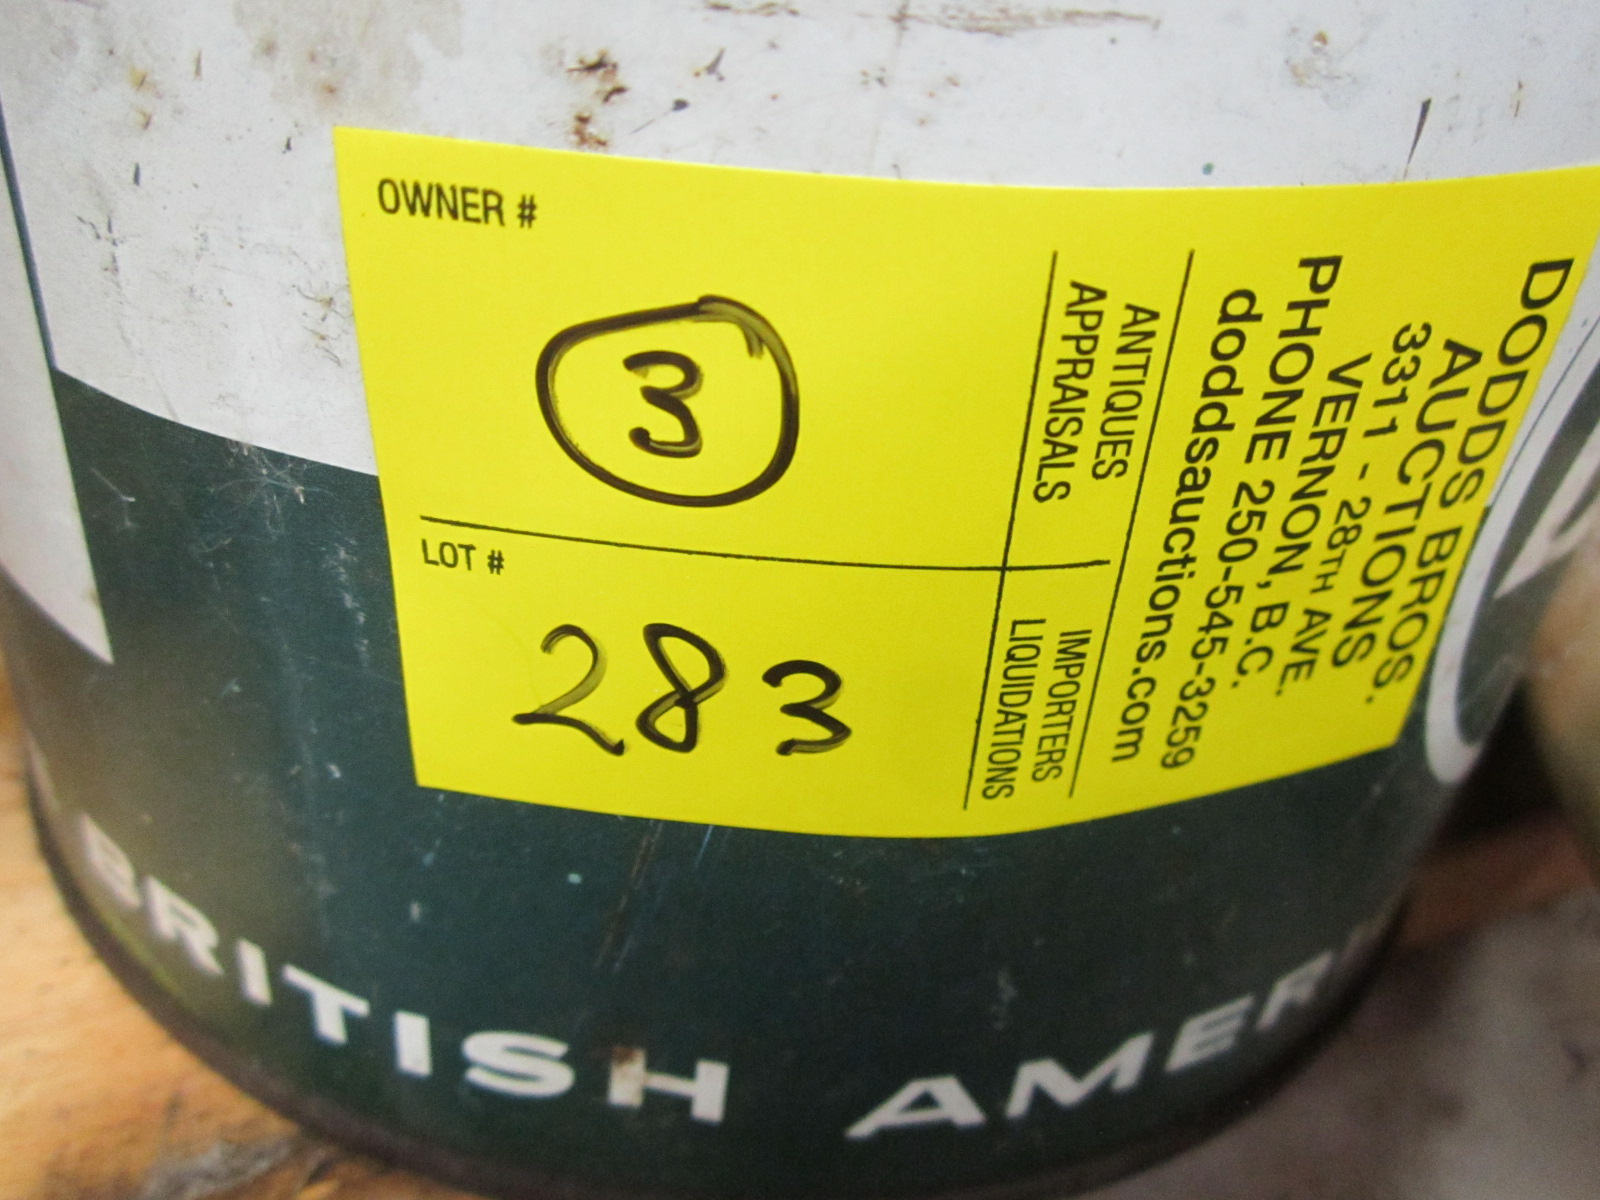 OWNER #
3
LOT #
283
ANTIQUES
APPRAISALS
IMPORTERS
LIQUIDATIONS
DODDS BROS.
AUCTIONS
3311 - 28TH AVE.
VERNON, B.C.
PHONE 250-545-3259
doddsauctions.com
BRITISH AMER